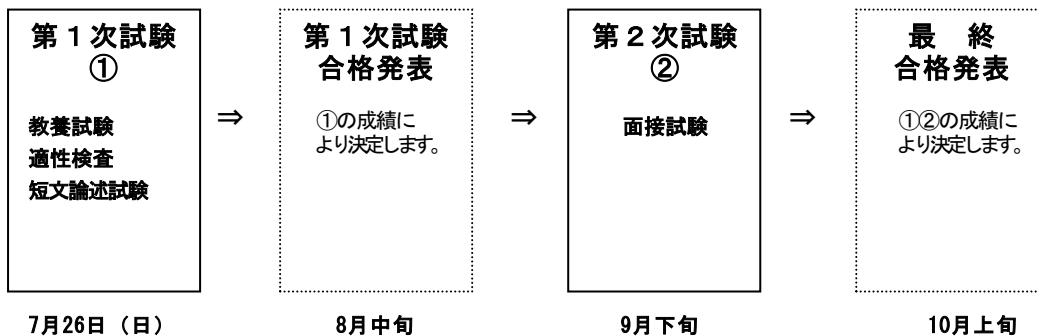 第１次試験
①
教養試験
適性検査
短文論述試験
7月26日（日）
⇒
第１次試験
合格発表
①の成績に
より決定します。
8月中旬
⇒
第２次試験
②
面接試験
9月下旬
⇒
最　終
合格発表
①②の成績に
より決定します。
10月上旬